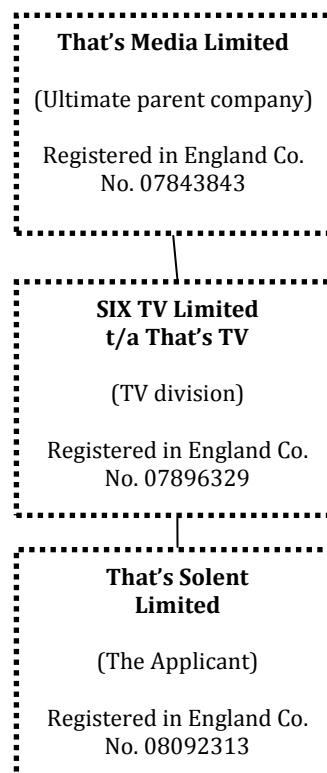 That's Media Limited
(Ultimate parent company)
Registered in England Co.
No. 07843843
SIX TV Limited
t/a That's TV
(TV division)
Registered in England Co.
No. 07896329
That's Solent
Limited
(The Applicant)
Registered in England Co.
No. 08092313